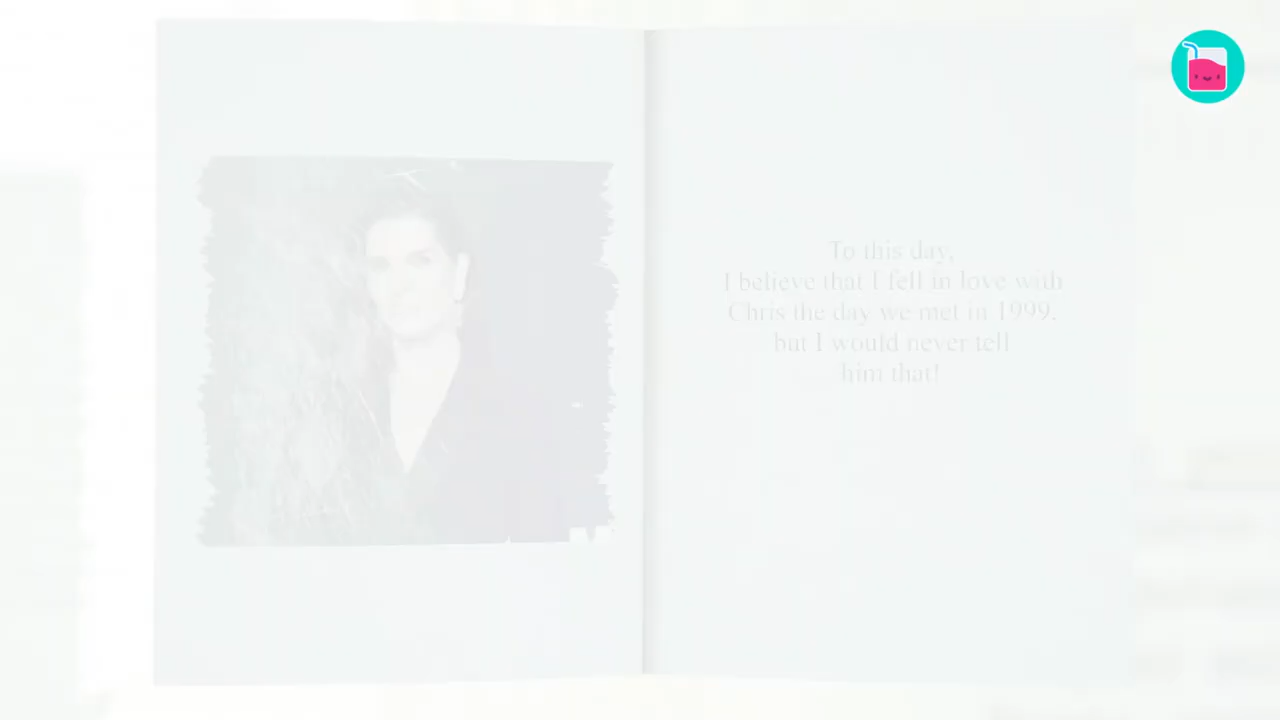 To this day,
I believe that I fell in love with
Chris the day we met in 1999,
but I would never tell
him that!